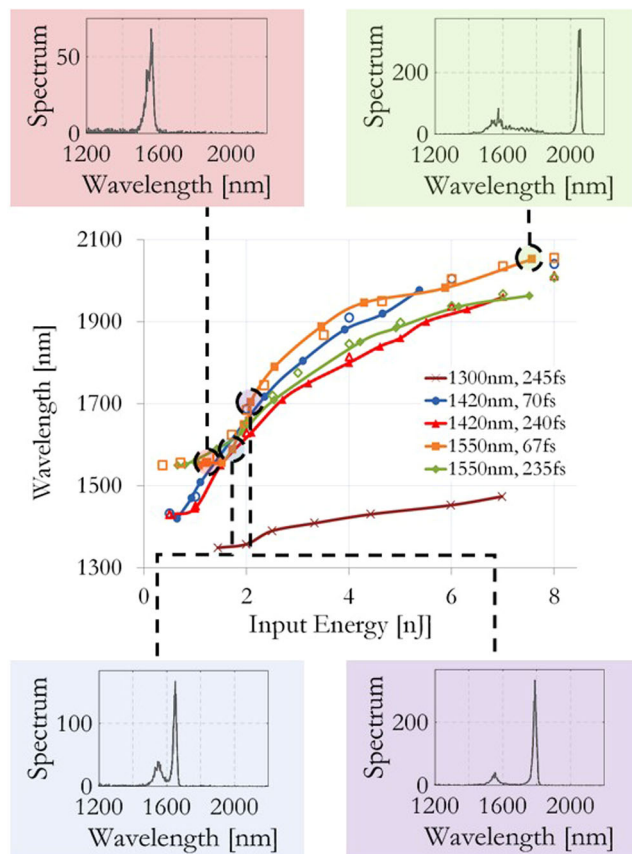 Spectrum
50
0
1200 1600 2000
Wavelength [nm]
Spectrum
200
0
1200 1600 2000
Wavelength [nm]
Wavelength [nm]
2100
1900
1700
1500
1300
0 2 4 6 8
Input Energy [nJ]
1300nm, 245fs
1420nm, 70fs
1420nm, 240fs
1550nm, 67fs
1550nm, 235fs
Spectrum
100
0
1200 1600 2000
Wavelength [nm]
Spectrum
200
0
1200 1600 2000
Wavelength [nm]